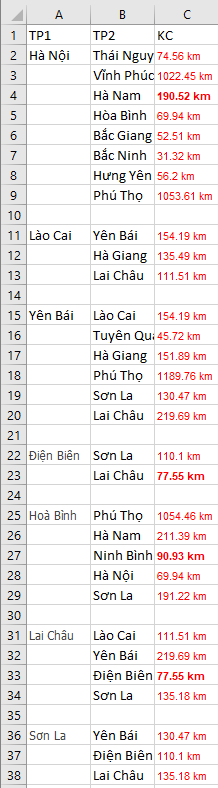 A B C
1 TP1 TP2 KC
2 Hà Nội Thái Nguy 74.56 km
3 Vĩnh Phúc 1022.45 km
4 Hà Nam 190.52 km
5 Hòa Bình 69.94 km
6 Bắc Giang 52.51 km
7 Bắc Ninh 31.32 km
8 Hưng Yên 56.2 km
9 Phú Thọ 1053.61 km
10
11 Lào Cai Yên Bái 154.19 km
12 Hà Giang 135.49 km
13 Lai Châu 111.51 km
14
15 Yên Bái Lào Cai 154.19 km
16 Tuyên Qua 45.72 km
17 Hà Giang 151.89 km
18 Phú Thọ 1189.76 km
19 Sơn La 130.47 km
20 Lai Châu 219.69 km
21
22 Điện Biên Sơn La 110.1 km
23 Lai Châu 77.55 km
24
25 Hoà Bình Phú Thọ 1054.46 km
26 Hà Nam 211.39 km
27 Ninh Bình 90.93 km
28 Hà Nội 69.94 km
29 Sơn La 191.22 km
30
31 Lai Châu Lào Cai 111.51 km
32 Yên Bái 219.69 km
33 Điện Biên 77.55 km
34 Sơn La 135.18 km
35
36 Sơn La Yên Bái 130.47 km
37 Điện Biên 110.1 km
38 Lai Châu 135.18 km